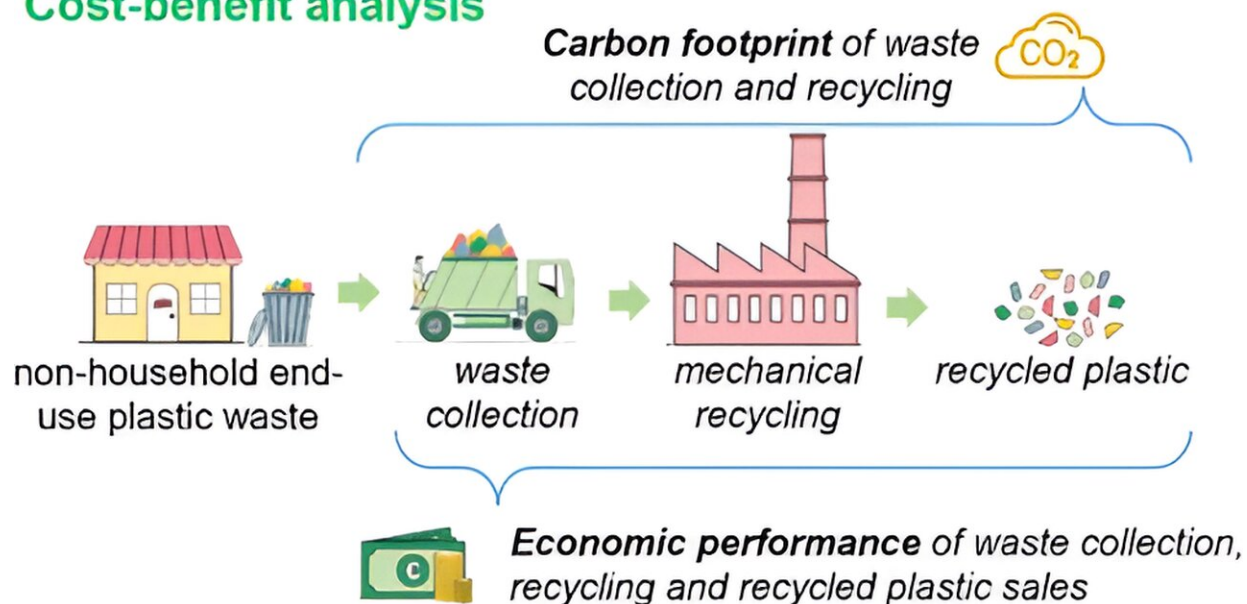 Cost-benefit analysis
Carbon footprint of waste
collection and recycling
CO₂
non-household end-
use plastic waste
waste
collection
mechanical
recycling
recycled plastic
C
Economic performance of waste collection,
recycling and recycled plastic sales